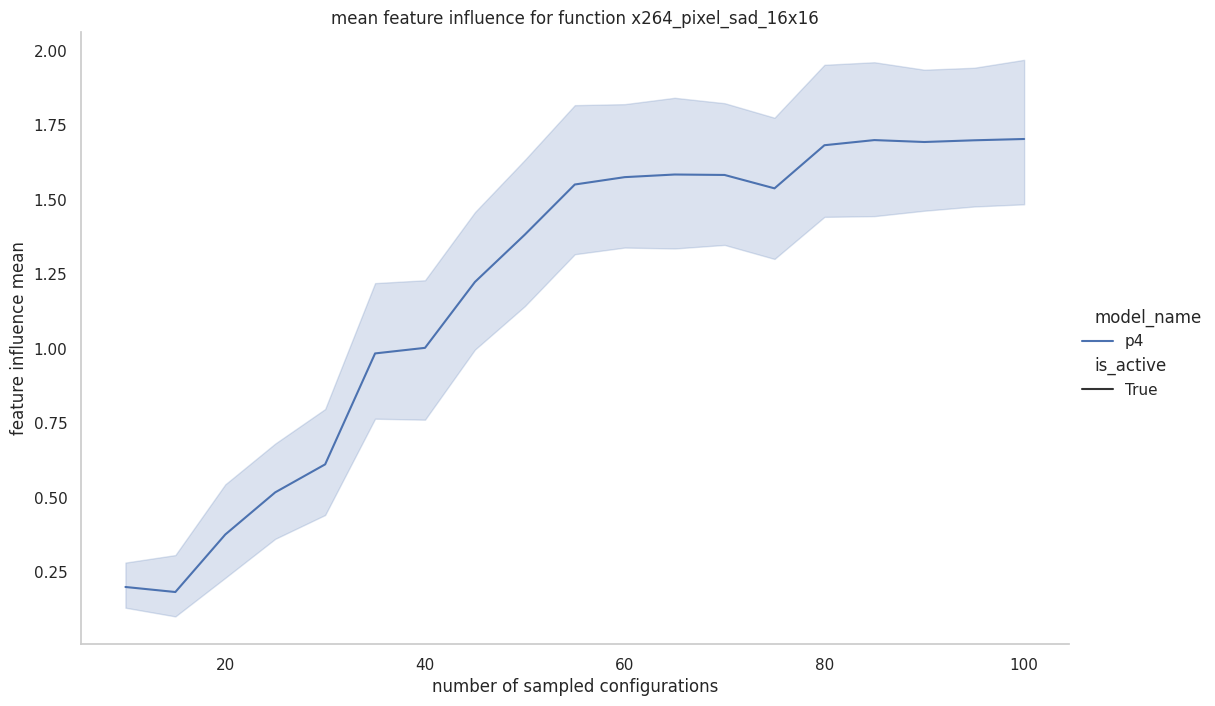 mean feature influence for function x264_pixel_sad_16x16
2.00
1.75
1.50
1.25
1.00
0.75
0.50
0.25
feature influence mean
20 40 60 80 100
number of sampled configurations
model_name
p4
is_active
True